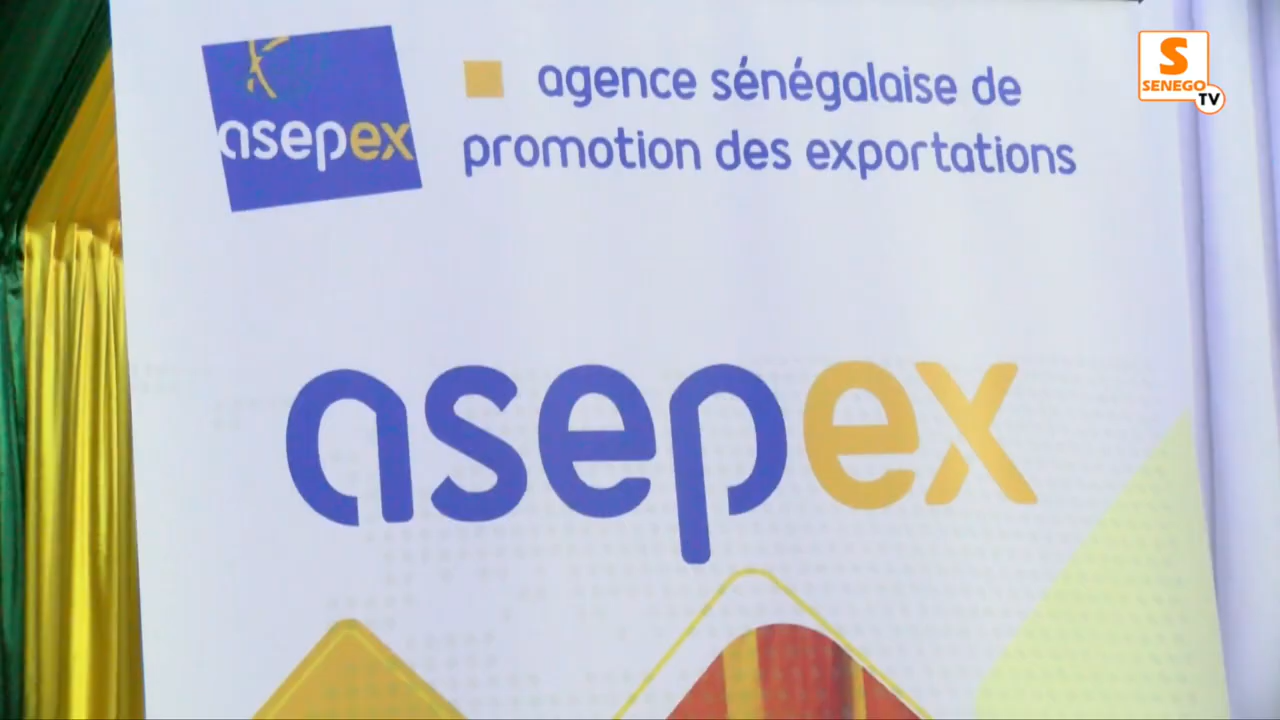 asepex
agence sénégalaise de
promotion des exportations
S
SENEGO
TV
asepex